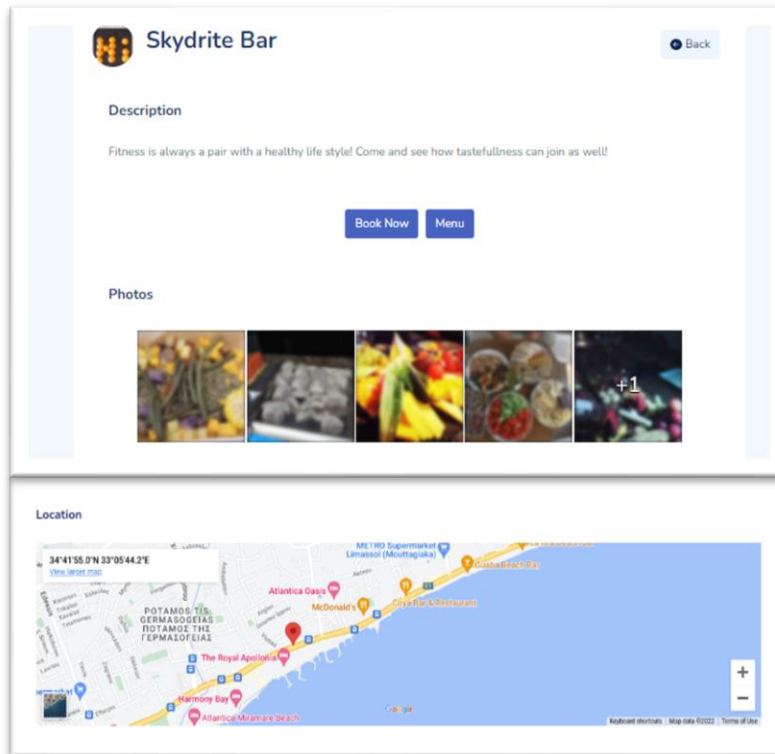 Skydrite Bar
Back
Description
Fitness is always a pair with a healthy life style! Come and see how tastefullness can join as well!
Book Now
Menu
Photos
+1
Location
34°41'55.0"N 33°05'44.2"E
View larger map
METRO Supermarket
Limassol (Mouttagiaka)
Guaba Beach Bar
Atlantica Oasis
McDonald's
Coya Bar & Restaurant
POTAMOS TIS
GERMASOGEIAS
ΠΟΤΑΜΟΣ ΤΗΣ
ΓΕΡΜΑΣΟΓΕΙΑΣ
The Royal Apollonia
Harmony Bay
Atlantica Miramare Beach
Google
Keyboard shortcuts
Map data ©2022
Terms of Use